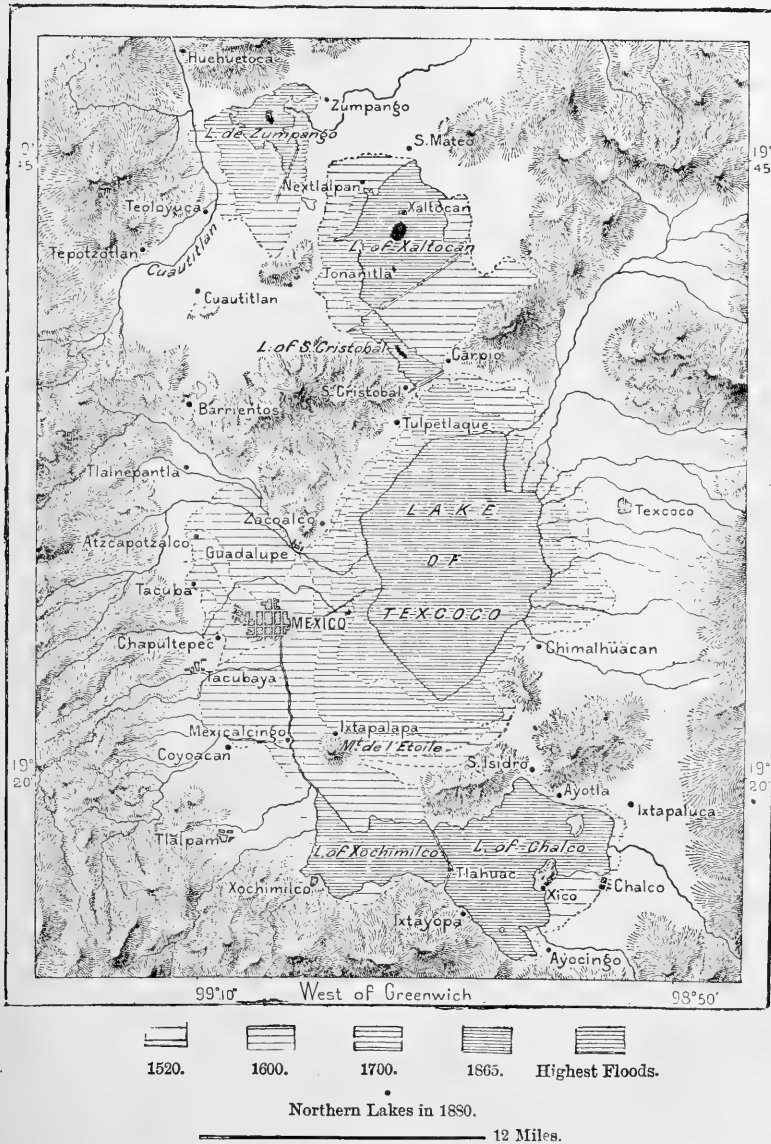 Huehuetoca
Zumpango
L. de Zumpango
S. Mateo
19°
45'
19°
45
Nextlalpan
Xaltocan
Teoloyuca
L. of Xaltocan
Tepotzotlan
Cuautitlan
Tonanitla
Cuautitlan
L. of S. Cristobal
Carpio
S. Cristobal
Barrientos
Tulpetlaque
Tlalnepantla
LAKE
OF
TEXCOCO
Texcoco
Zacoalco
Atzcapotzalco
Guadalupe
Tacuba
MEXICO
Chapultepec
Chimalhuacan
Tacubaya
Mexicalcingo
Ixtapalapa
Mt. de l'Etoile
Coyoacan
S. Isidro
19°
20'
19°
20
Ayotla
Ixtapaluca
Tlalpam
L. of Xochimilco
L. of Chalco
Tlahuac
Xochimilco
Xico
Chalco
Ixtayopa
Ayocingo
99°10' West of Greenwich 98°50'
1520. 1600. 1700. 1865. Highest Floods.
Northern Lakes in 1880.
12 Miles.